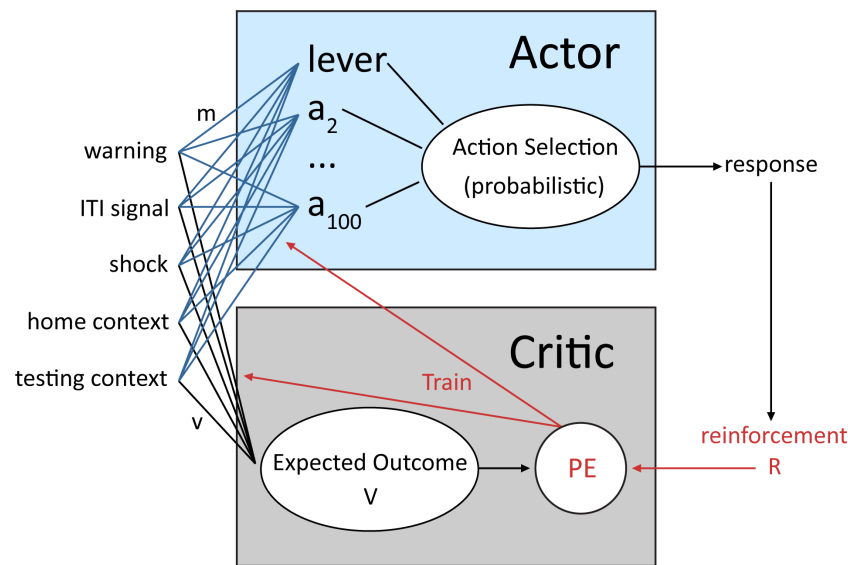 Actor
lever
a2
...
a100
Action Selection
(probabilistic)
response
m
warning
ITI signal
shock
home context
testing context
v
Critic
Train
Expected Outcome
V
PE
reinforcement
R